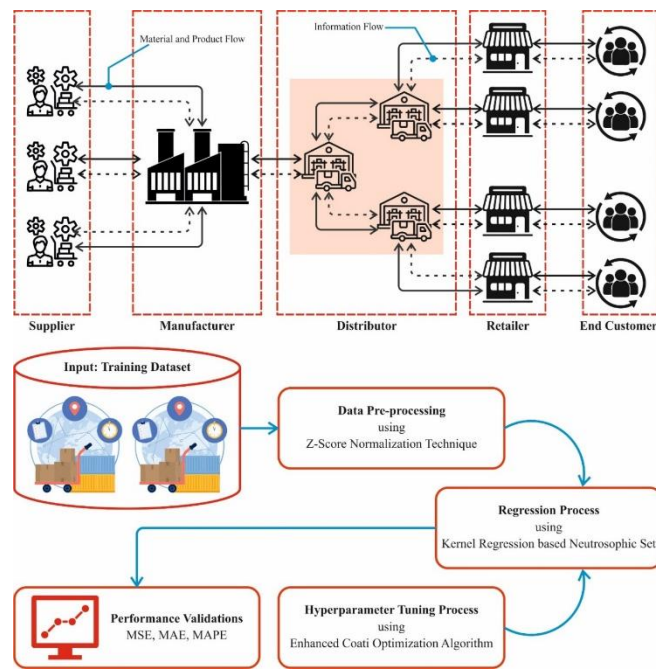 Material and Product Flow
Information Flow
Supplier
Manufacturer
Distributor
Retailer
End Customer
Input: Training Dataset
Data Pre-processing
using
Z-Score Normalization Technique
Regression Process
using
Kernel Regression based Neutrosophic Set
Performance Validations
MSE, MAE, MAPE
Hyperparameter Tuning Process
using
Enhanced Coati Optimization Algorithm